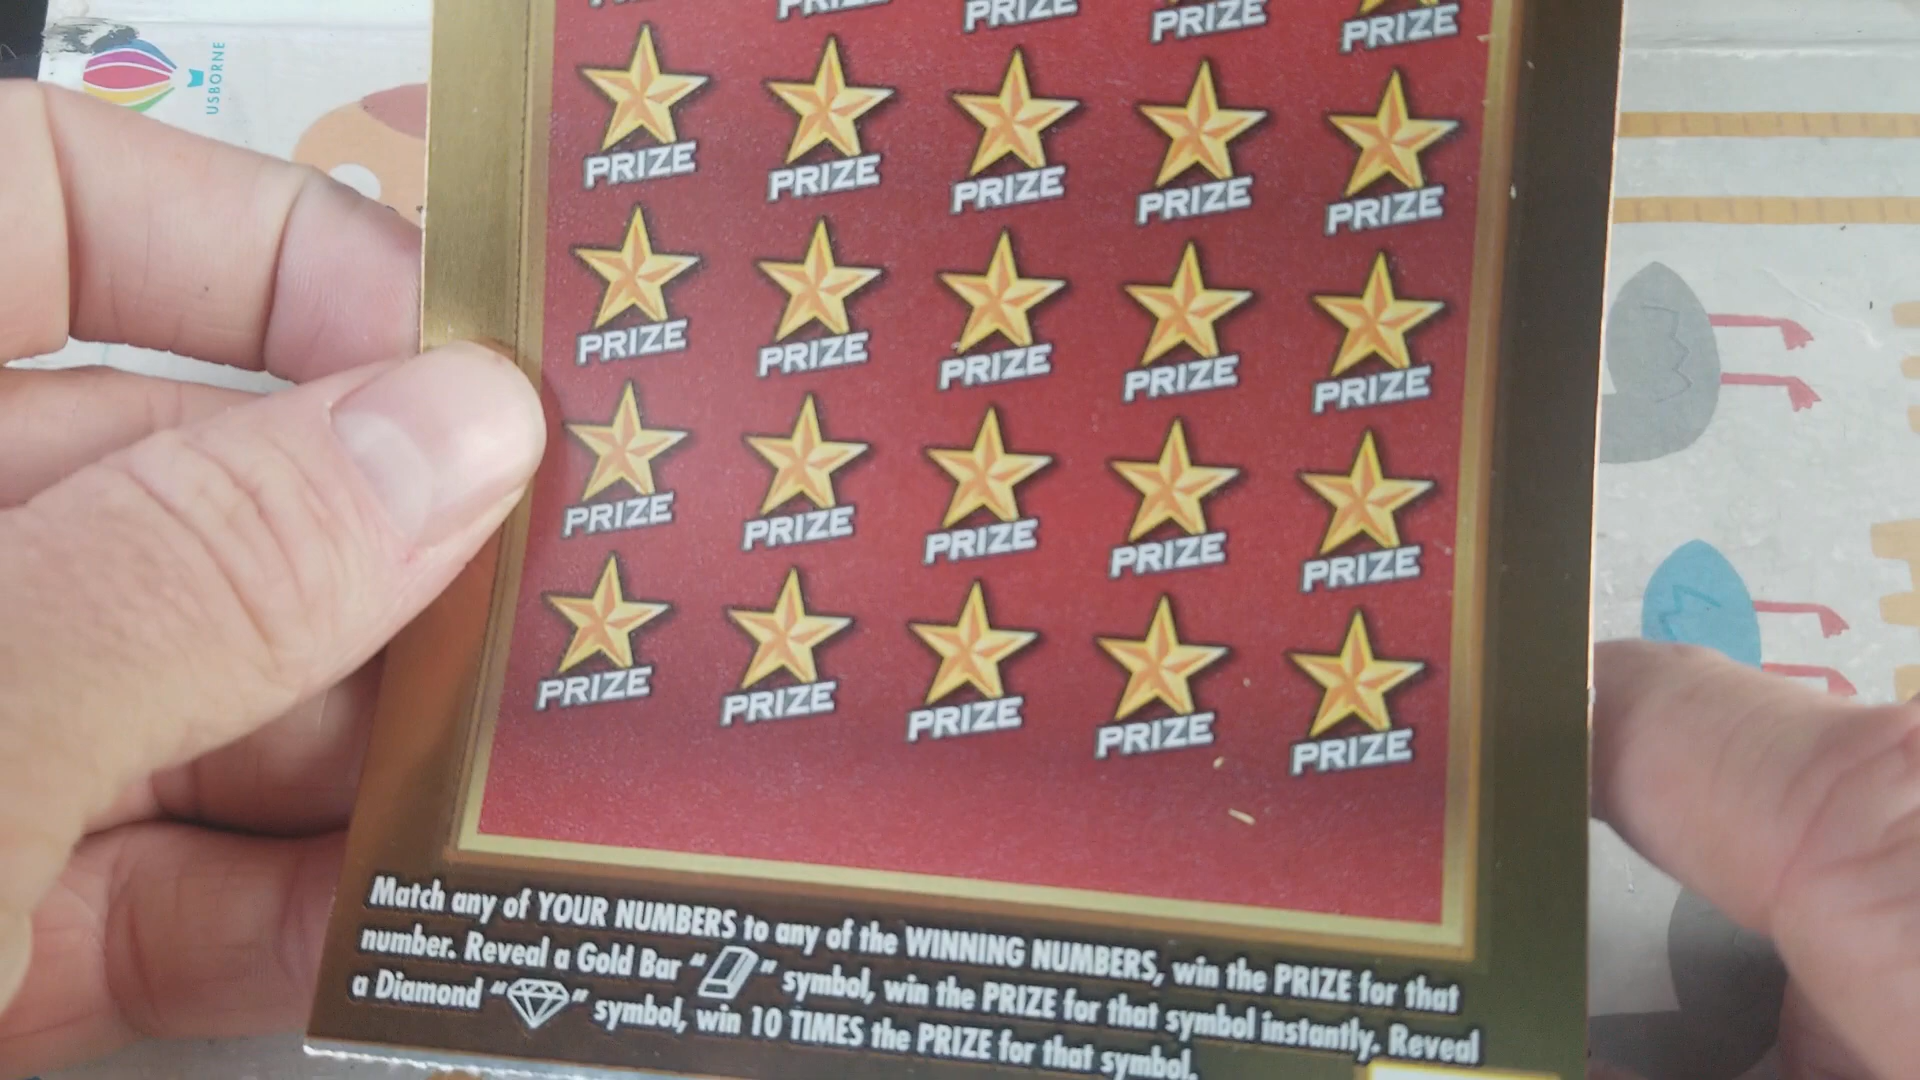 USBORNE
PRIZE PRIZE PRIZE PRIZE
PRIZE PRIZE PRIZE PRIZE PRIZE
PRIZE PRIZE PRIZE PRIZE PRIZE
PRIZE PRIZE PRIZE PRIZE PRIZE
PRIZE PRIZE PRIZE PRIZE PRIZE
Match any of YOUR NUMBERS to any of the WINNING NUMBERS, win the PRIZE for that
number. Reveal a Gold Bar “ ” symbol, win the PRIZE for that symbol instantly. Reveal
a Diamond “ ” symbol, win 10 TIMES the PRIZE for that symbol.